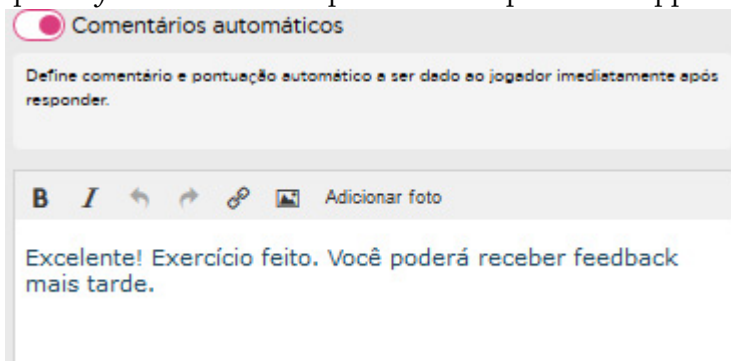 Comentários automáticos
Define comentário e pontuação automático a ser dado ao jogador imediatamente após
responder.
B I Adicionar foto
Excelente! Exercício feito. Você poderá receber feedback
mais tarde.